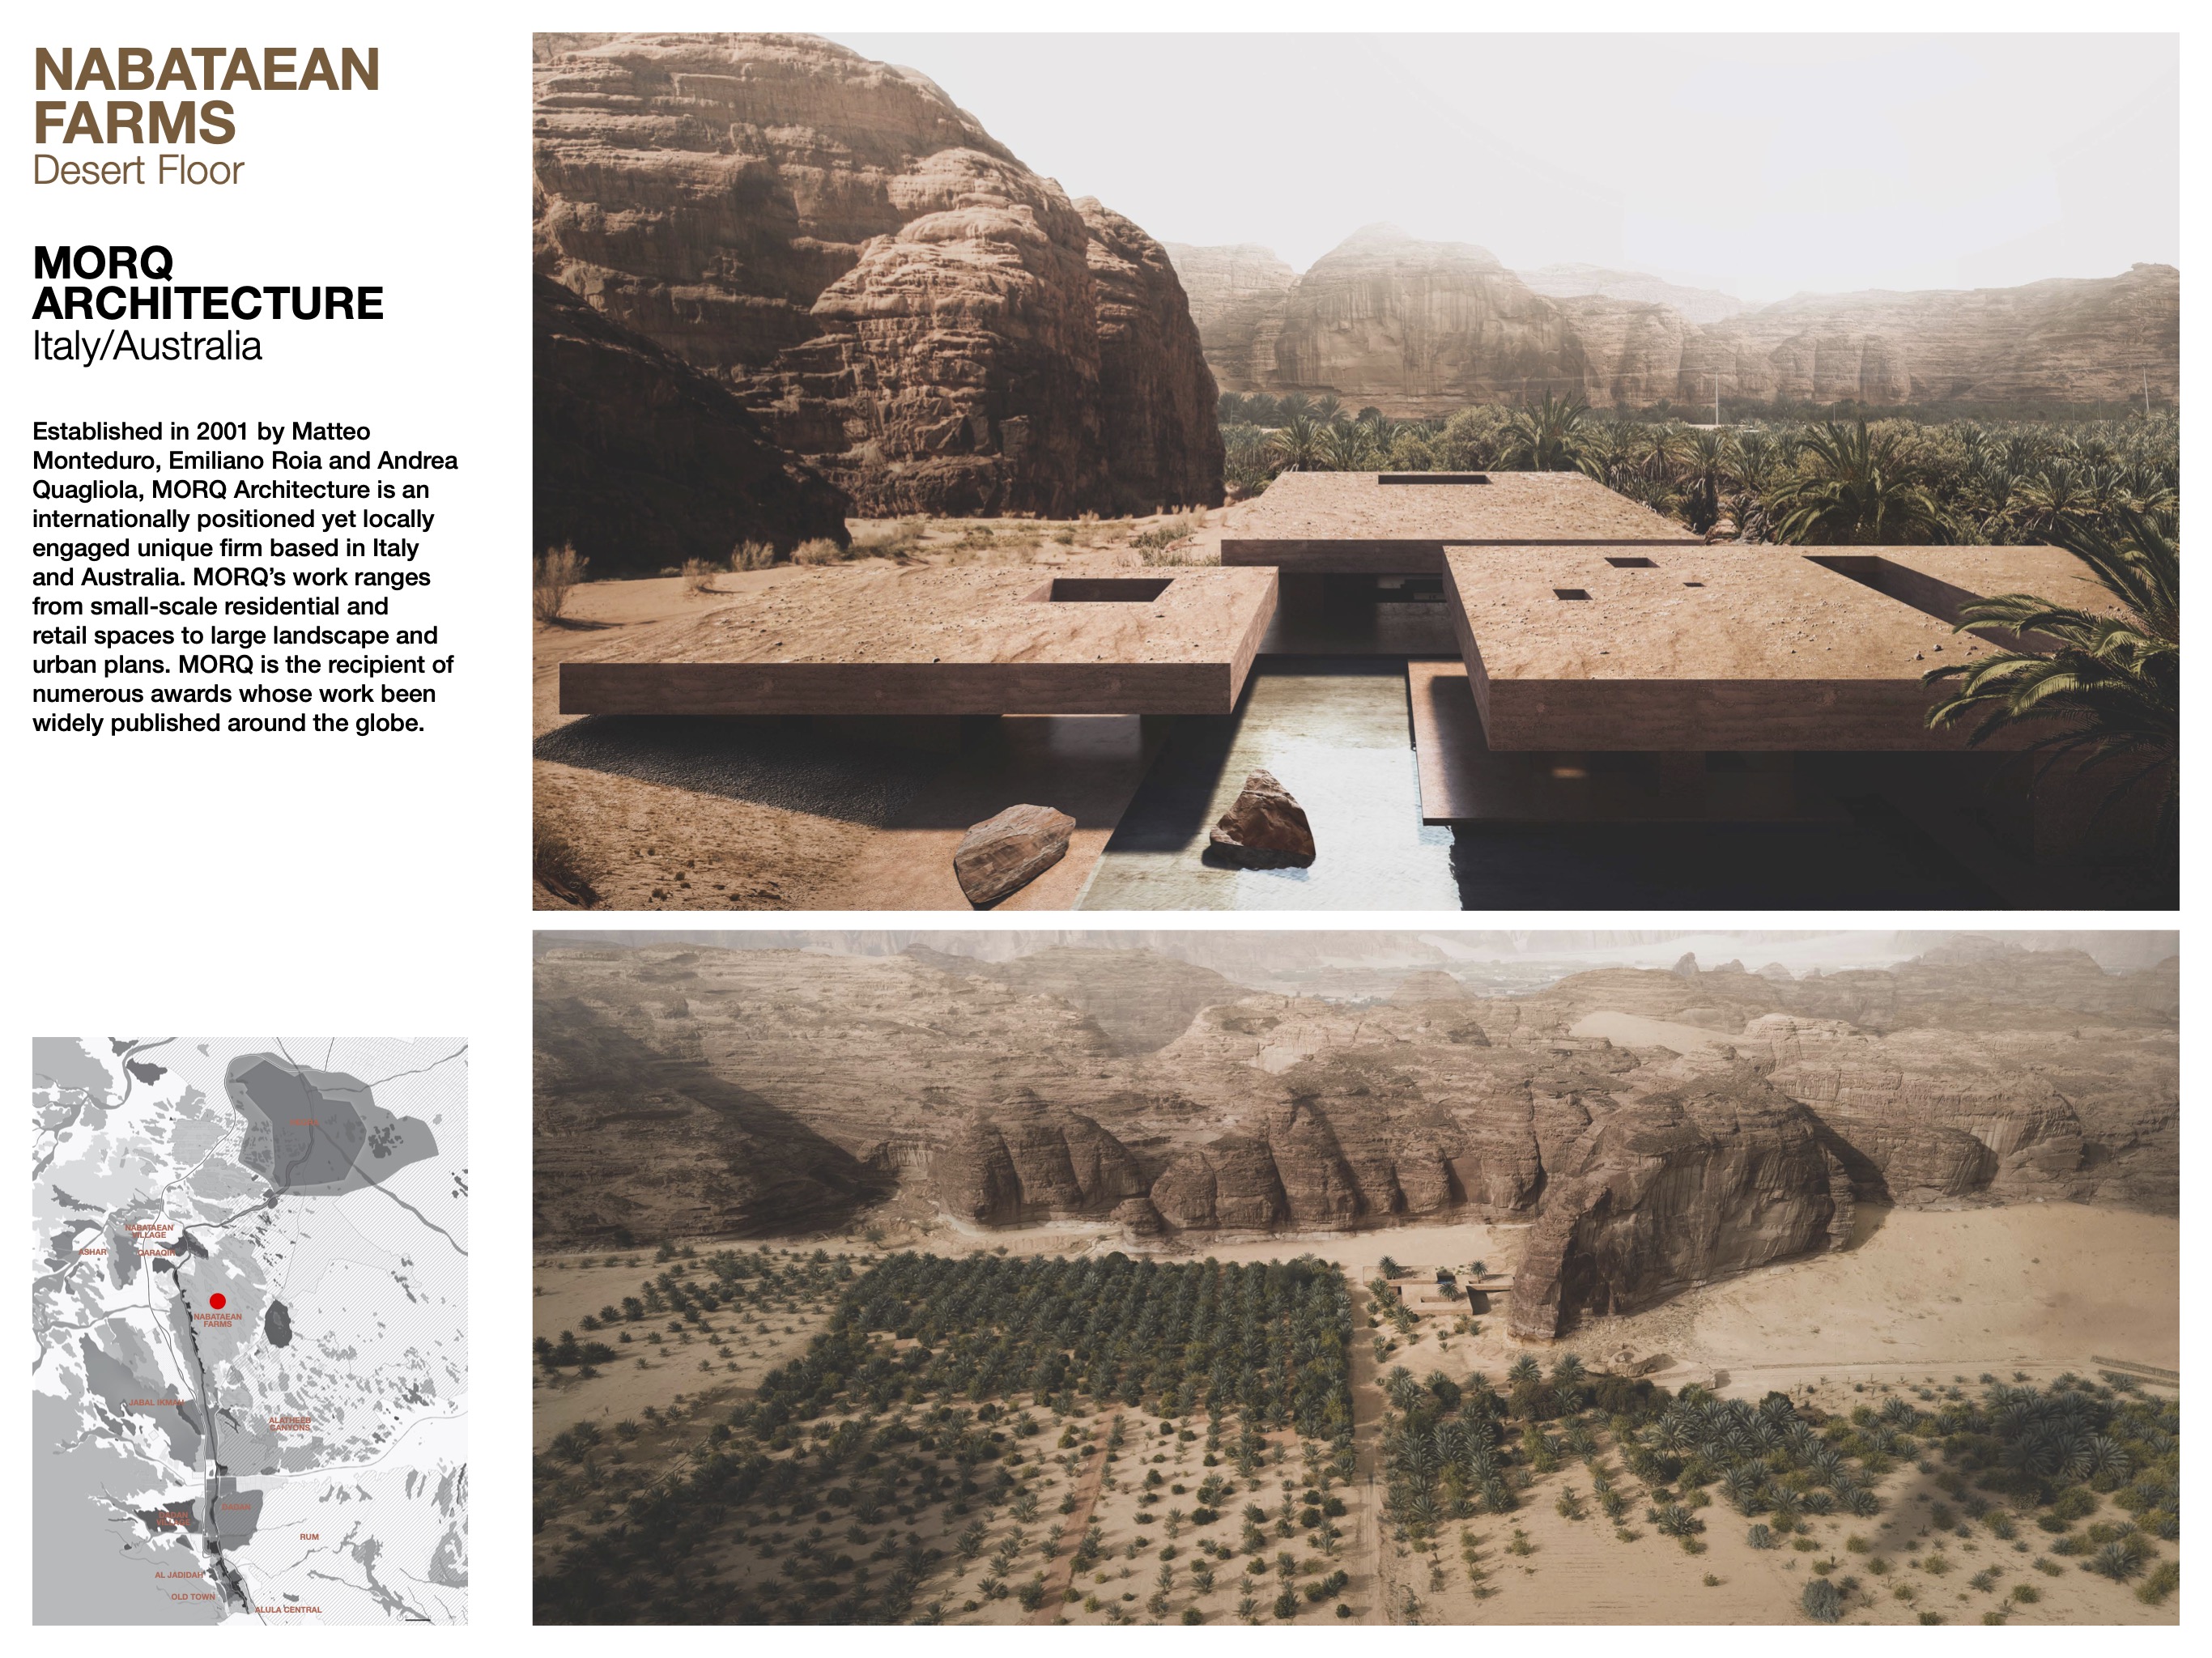 NABATAEAN
FARMS
Desert Floor
MORQ
ARCHITECTURE
Italy/Australia
Established in 2001 by Matteo
Monteduro, Emiliano Roia and Andrea
Quagliola, MORQ Architecture is an
internationally positioned yet locally
engaged unique firm based in Italy
and Australia. MORQ’s work ranges
from small-scale residential and
retail spaces to large landscape and
urban plans. MORQ is the recipient of
numerous awards whose work been
widely published around the globe.
NABATAEAN
VILLAGE
ASHAR
QARAQIR
NABATAEAN
FARMS
JABAL IKMAH
ALATHEEB
CANYONS
DADAN
RUM
AL JADIDAH
OLD TOWN
ALULA CENTRAL